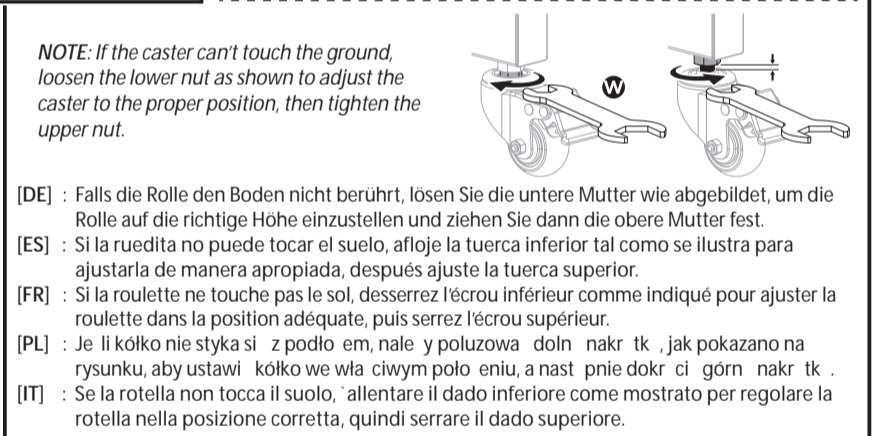 NOTE: If the caster can't touch the ground,
loosen the lower nut as shown to adjust the
caster to the proper position, then tighten the
upper nut.
W
[DE] : Falls die Rolle den Boden nicht berührt, lösen Sie die untere Mutter wie abgebildet, um die
Rolle auf die richtige Höhe einzustellen und ziehen Sie dann die obere Mutter fest.
[ES] : Si la ruedita no puede tocar el suelo, afloje la tuerca inferior tal como se ilustra para
ajustarla de manera apropiada, después ajuste la tuerca superior.
[FR] : Si la roulette ne touche pas le sol, desserrez l'écrou inférieur comme indiqué pour ajuster la
roulette dans la position adéquate, puis serrez l'écrou supérieur.
[PL] : Je li kółko nie styka si z podło em, nale y poluzowa doln nakr tk , jak pokazano na
rysunku, aby ustawi kółko we wła ciwym poło eniu, a nast pnie dokr ci górn nakr tk .
[IT] : Se la rotella non tocca il suolo, `allentare il dado inferiore come mostrato per regolare la
rotella nella posizione corretta, quindi serrare il dado superiore.